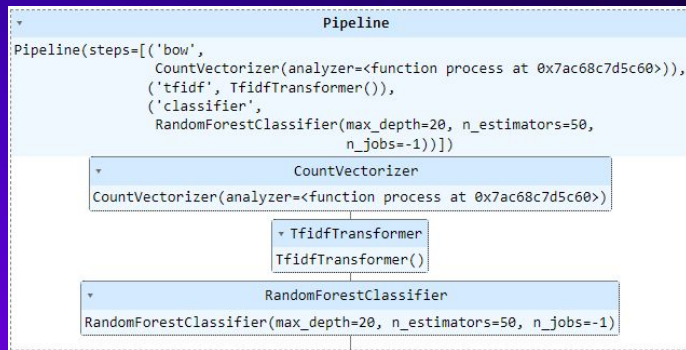 Pipeline
Pipeline(steps=[('bow',
CountVectorizer(analyzer=<function process at 0x7ac68c7d5c60>)),
('tfidf', TfidfTransformer()),
('classifier',
RandomForestClassifier(max_depth=20, n_estimators=50,
n_jobs=-1))])
CountVectorizer
CountVectorizer(analyzer=<function process at 0x7ac68c7d5c60>)
TfidfTransformer
TfidfTransformer()
RandomForestClassifier
RandomForestClassifier(max_depth=20, n_estimators=50, n_jobs=-1)